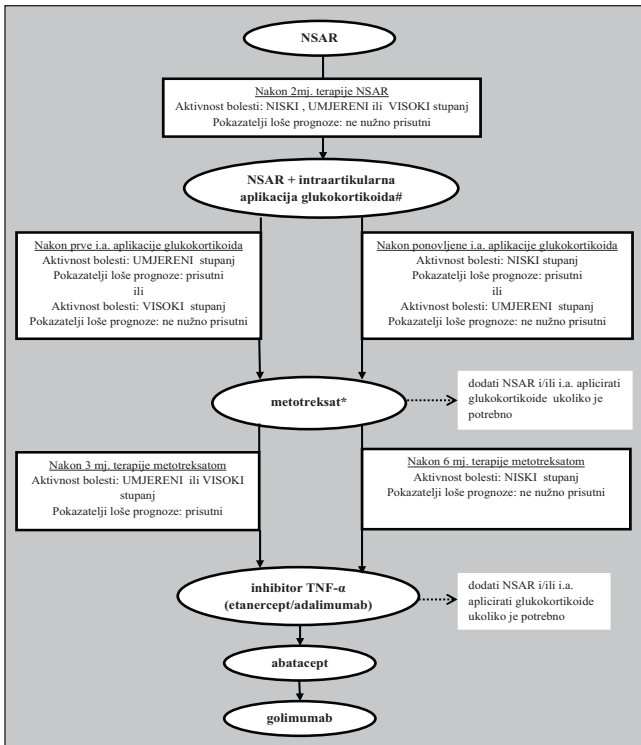 NSAR
Nakon 2mj. terapije NSAR
Aktivnost bolesti: NISKI , UMJERENI ili VISOKI stupanj
Pokazatelji loše prognoze: ne nužno prisutni
NSAR + intraartikularna
aplikacija glukokortikoida#
Nakon prve i.a. aplikacije glukokortikoida
Aktivnost bolesti: UMJERENI stupanj
Pokazatelji loše prognoze: prisutni
ili
Aktivnost bolesti: VISOKI stupanj
Pokazatelji loše prognoze: ne nužno prisutni
Nakon ponovljene i.a. aplikacije glukokortikoida
Aktivnost bolesti: NISKI stupanj
Pokazatelji loše prognoze: prisutni
ili
Aktivnost bolesti: UMJERENI stupanj
Pokazatelji loše prognoze: ne nužno prisutni
metotreksat*
dodati NSAR i/ili i.a. aplicirati
glukokortikoide ukoliko je
potrebno
Nakon 3 mj. terapije metotreksatom
Aktivnost bolesti: UMJERENI ili VISOKI
stupanj
Pokazatelji loše prognoze: prisutni
Nakon 6 mj. terapije metotreksatom
Aktivnost bolesti: NISKI stupanj
Pokazatelji loše prognoze: ne nužno prisutni
inhibitor TNF-α
(etanercept/adalimumab)
dodati NSAR i/ili i.a.
aplicirati glukokortikoide
ukoliko je potrebno
abatacept
golimumab